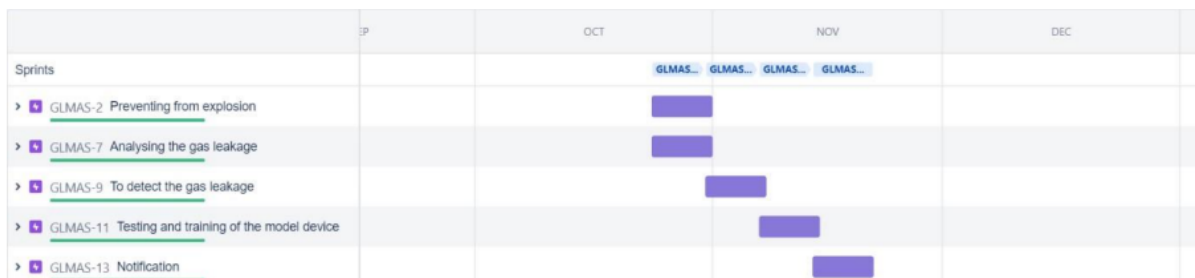 EP OCT NOV DEC
Sprints GLMAS... GLMAS... GLMAS... GLMAS...
GLMAS-2 Preventing from explosion
GLMAS-7 Analysing the gas leakage
GLMAS-9 To detect the gas leakage
GLMAS-11 Testing and training of the model device
GLMAS-13 Notification